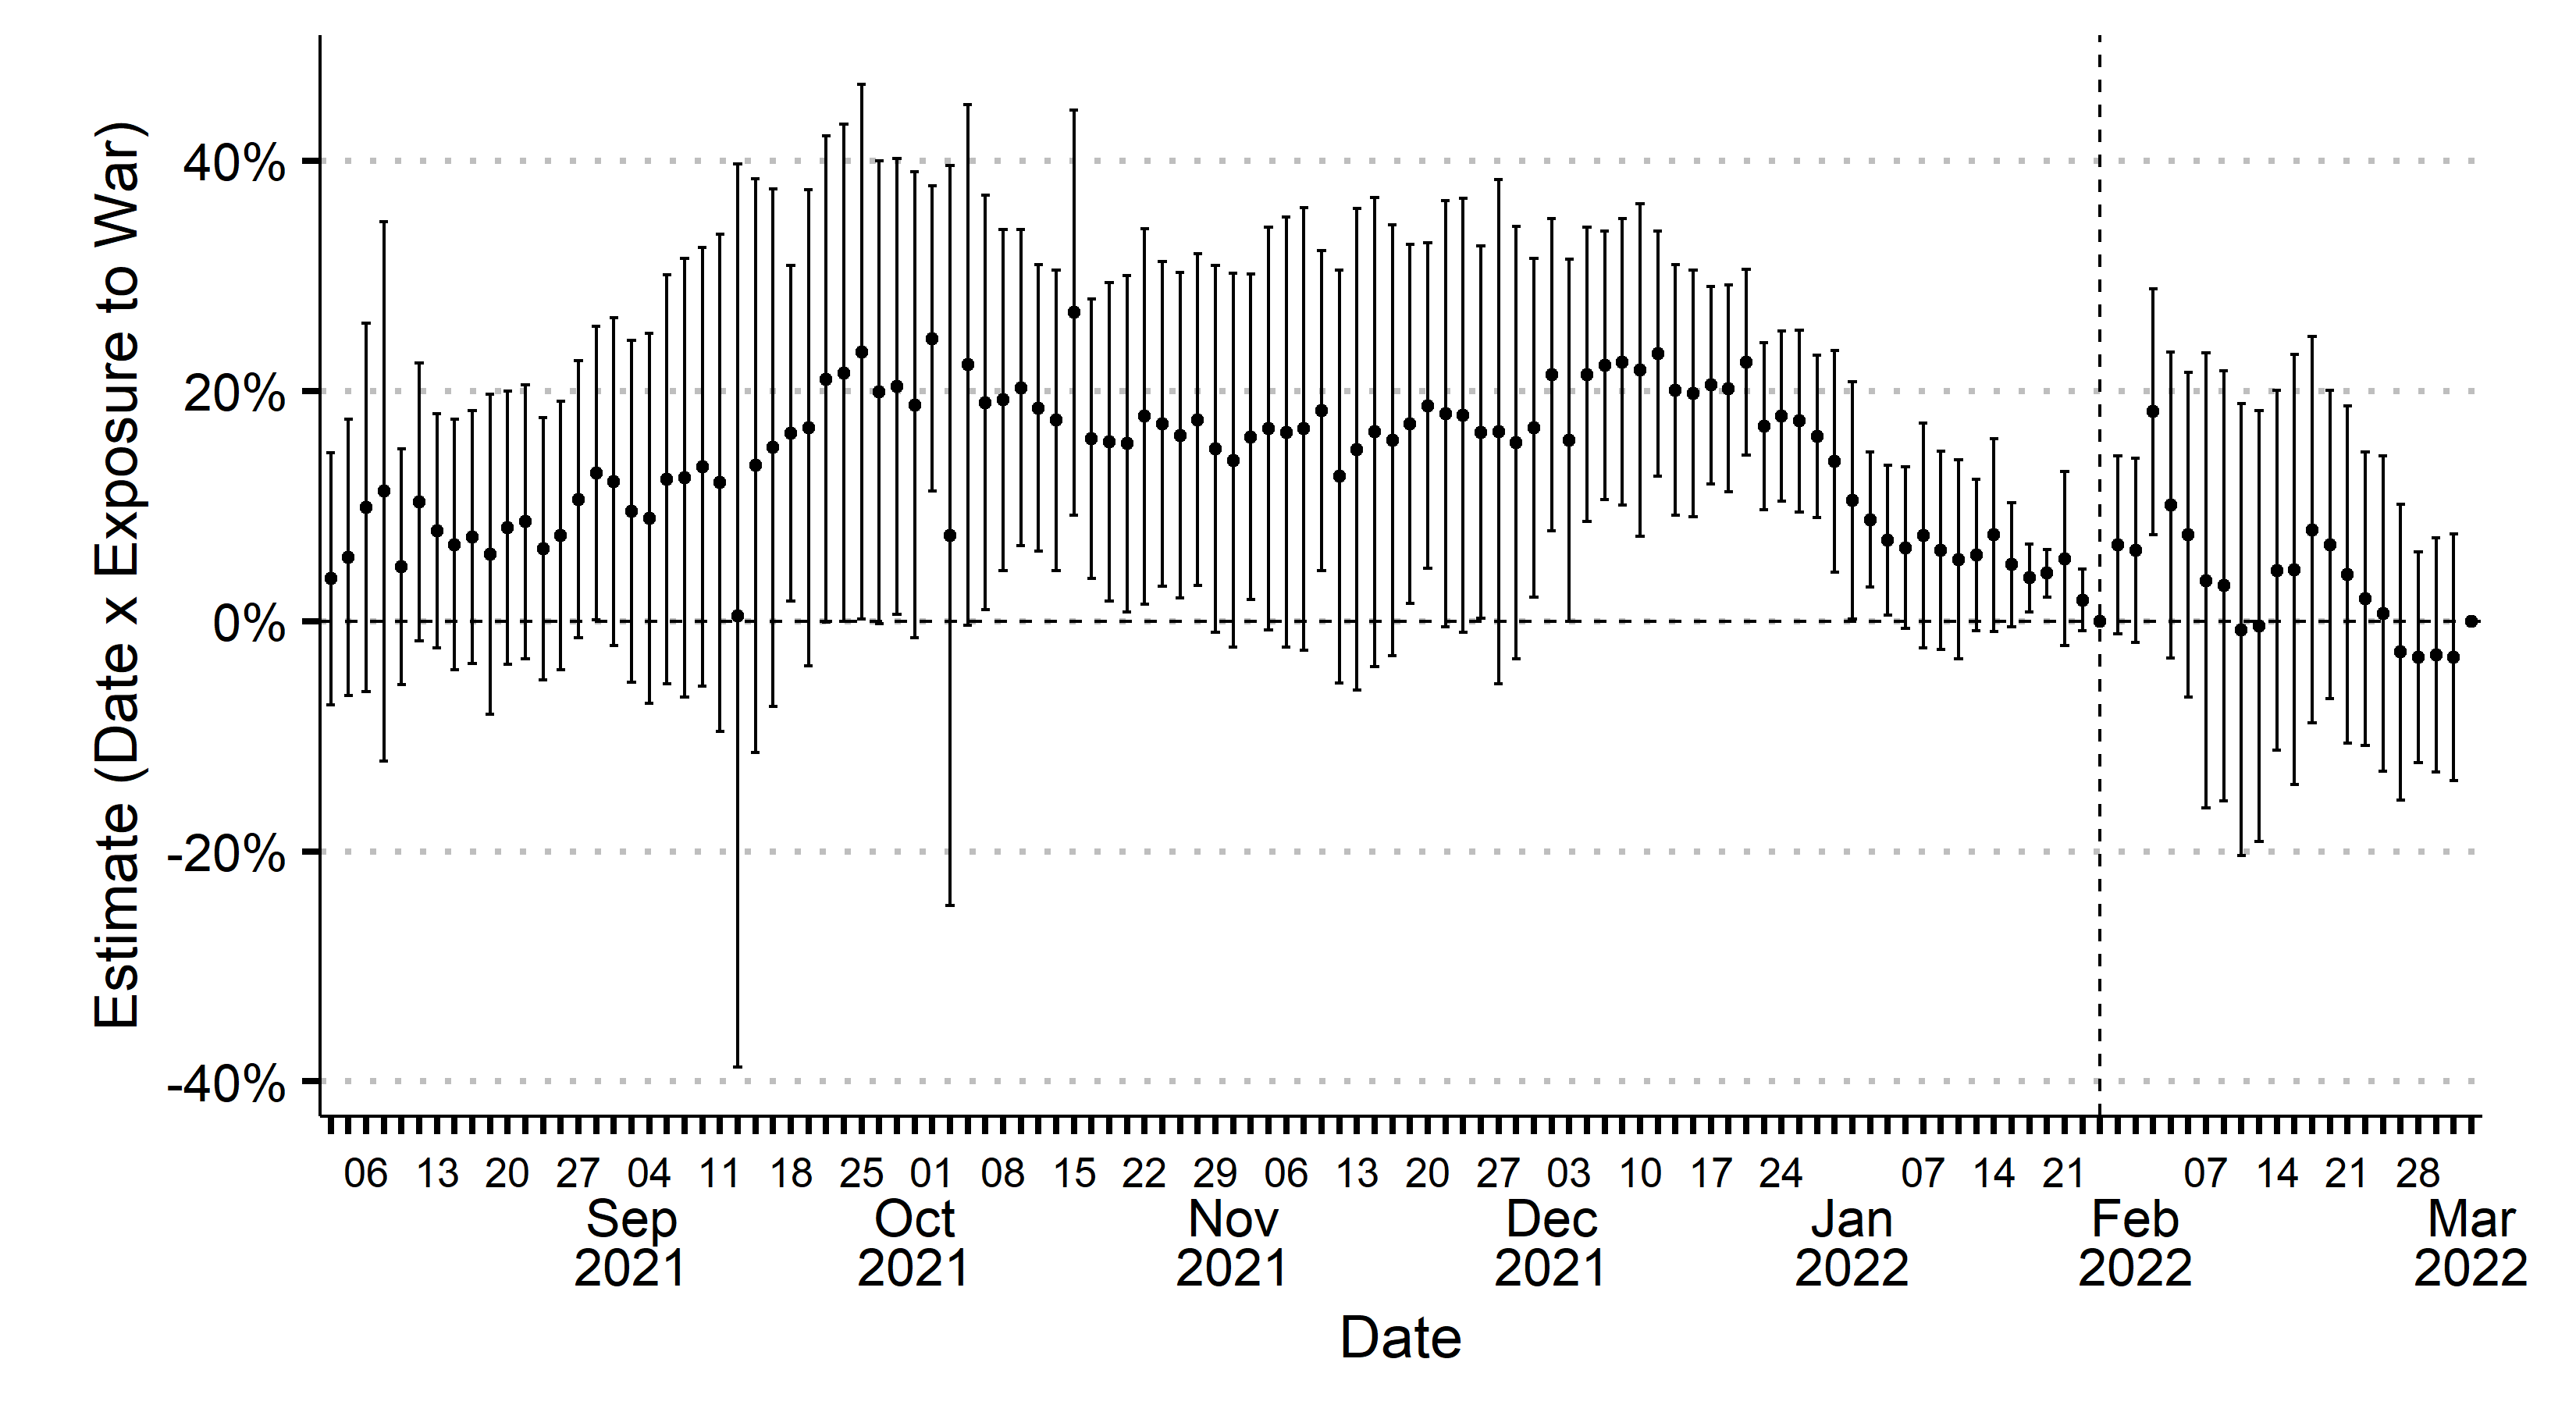 Estimate (Date x Exposure to War)
40%
20%
0%
-20%
-40%
06 13 20 27 04 11 18 25 01 08 15 22 29 06 13 20 27 03 10 17 24 07 14 21 07 14 21 28
Sep Oct Nov Dec Jan Feb Mar
2021 2021 2021 2021 2022 2022 2022
Date